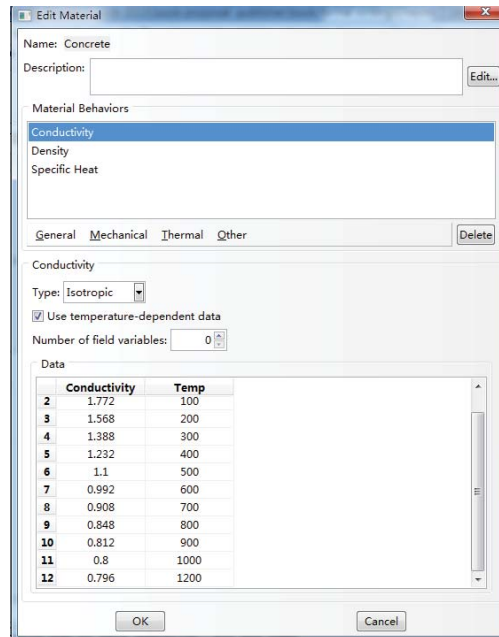 Edit Material
Name: Concrete
Description:
Edit...
Material Behaviors
Conductivity
Density
Specific Heat
General Mechanical Thermal Other Delete
Conductivity
Type: Isotropic
Use temperature-dependent data
Number of field variables: 0
Data
Conductivity Temp
2 1.772 100
3 1.568 200
4 1.388 300
5 1.232 400
6 1.1 500
7 0.992 600
8 0.908 700
9 0.848 800
10 0.812 900
11 0.8 1000
12 0.796 1200
OK Cancel